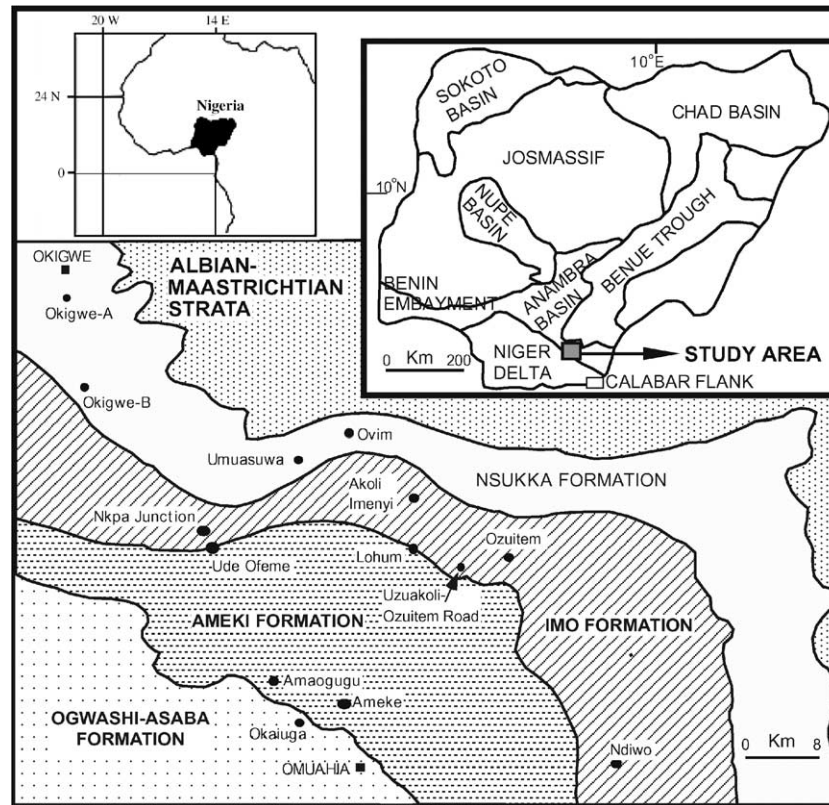 20 W
14 E
24 N
Nigeria
0
10°E
SOKOTO
BASIN
CHAD BASIN
JOSMASSIF
10°N
NUPE
BASIN
BENUE TROUGH
BENIN
EMBAYMENT
ANAMBRA
BASIN
0 Km 200
NIGER
DELTA
STUDY AREA
CALABAR FLANK
OKIGWE
ALBIAN-
MAASTRICHTIAN
STRATA
Okigwe-A
Okigwe-B
Ovim
Umuasuwa
NSUKKA FORMATION
Akoli
Imenyi
Nkpa Junction
Ozuitem
Lohum
Ude Ofeme
Uzuakoli-
Ozuitem Road
AMEKI FORMATION
IMO FORMATION
Amaogugu
Ameke
OGWASHI-ASABA
FORMATION
Okaiuga
0 Km 8
Ndiwo
OMUAHIA